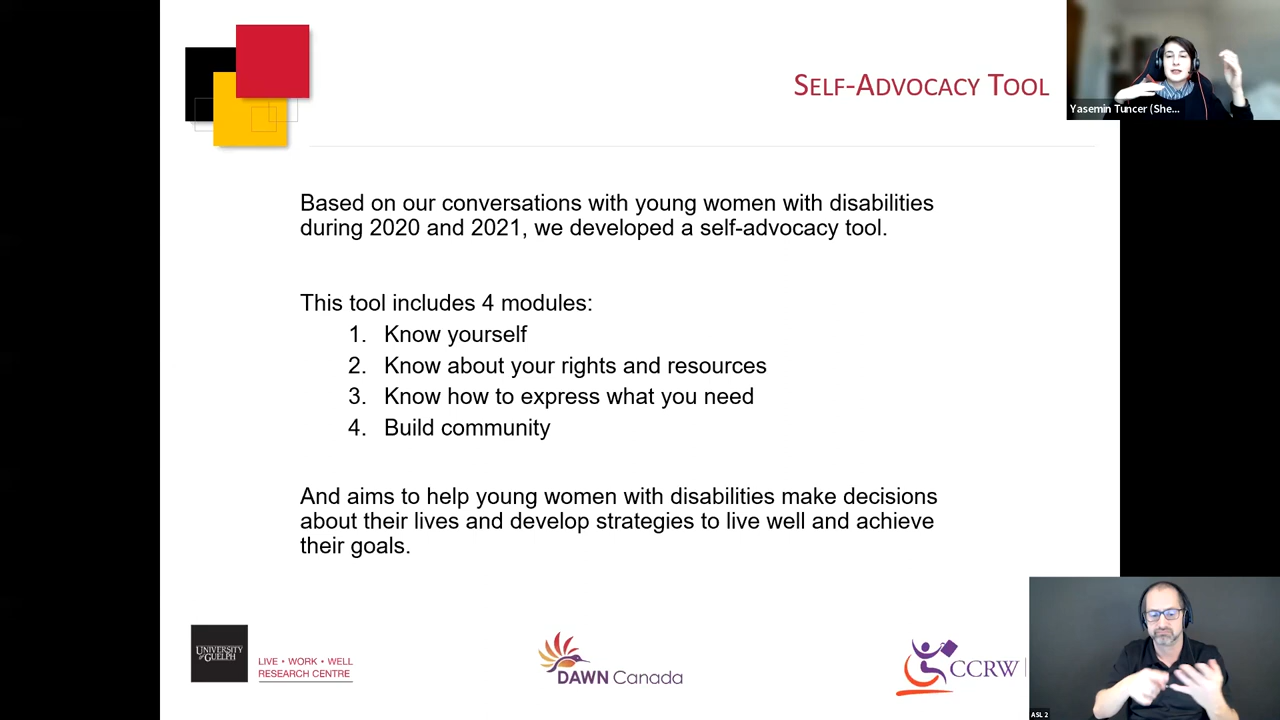 SELF-ADVOCACY TOOL
Yasemin Tuncer (She...
Based on our conversations with young women with disabilities
during 2020 and 2021, we developed a self-advocacy tool.
This tool includes 4 modules:
1. Know yourself
2. Know about your rights and resources
3. Know how to express what you need
4. Build community
And aims to help young women with disabilities make decisions
about their lives and develop strategies to live well and achieve
their goals.
UNIVERSITY
of GUELPH
LIVE • WORK • WELL
RESEARCH CENTRE
DAWN Canada
CCRW
ASL 2